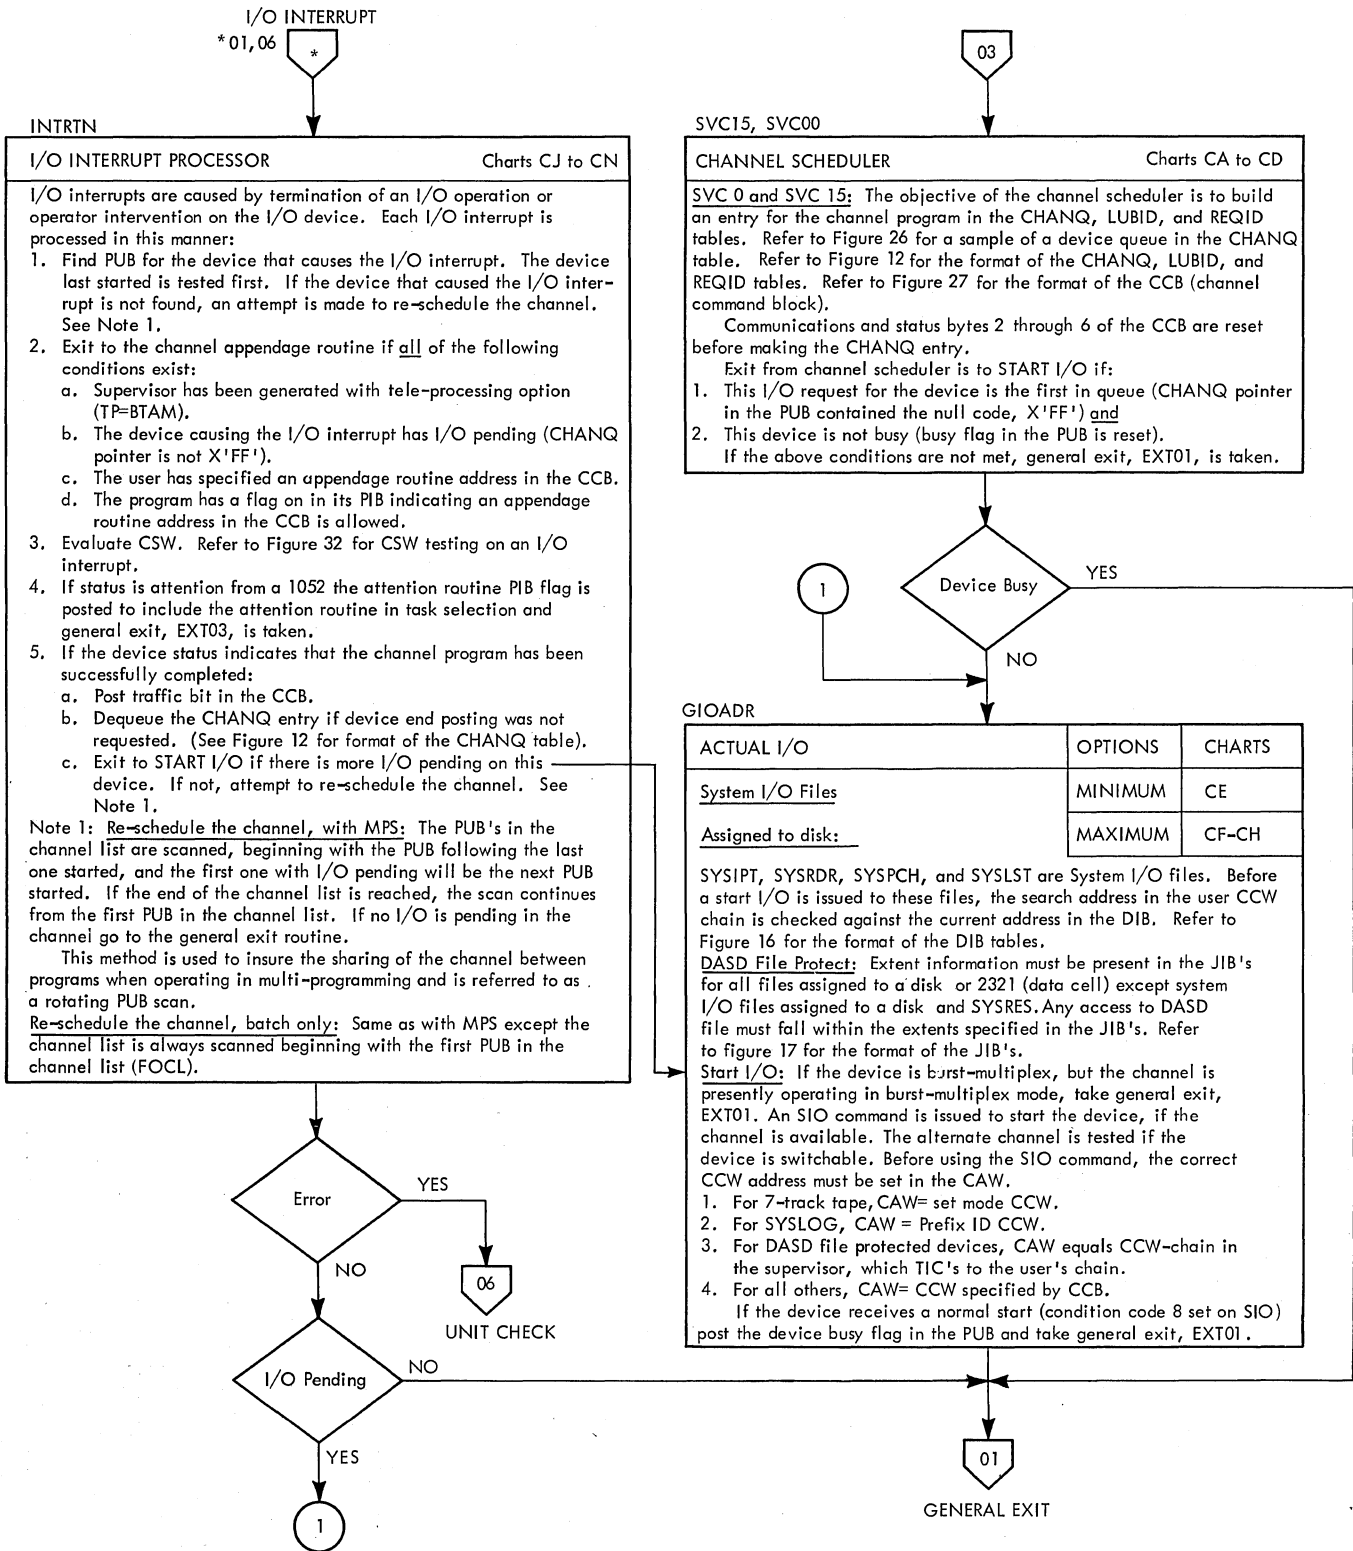 I/O INTERRUPT
*01,06
*
INTRTN
I/O INTERRUPT PROCESSOR Charts CJ to CN
I/O interrupts are caused by termination of an I/O operation or
operator intervention on the I/O device. Each I/O interrupt is
processed in this manner:
1. Find PUB for the device that causes the I/O interrupt. The device
last started is tested first. If the device that caused the I/O inter-
rupt is not found, an attempt is made to re-schedule the channel.
See Note 1.
2. Exit to the channel appendage routine if all of the following
conditions exist:
a. Supervisor has been generated with tele-processing option
(TP=BTAM).
b. The device causing the I/O interrupt has I/O pending (CHANQ
pointer is not X'FF').
c. The user has specified an appendage routine address in the CCB.
d. The program has a flag on in its PIB indicating an appendage
routine address in the CCB is allowed.
3. Evaluate CSW. Refer to Figure 32 for CSW testing on an I/O
interrupt.
4. If status is attention from a 1052 the attention routine PIB flag is
posted to include the attention routine in task selection and
general exit, EXT03, is taken.
5. If the device status indicates that the channel program has been
successfully completed:
a. Post traffic bit in the CCB.
b. Dequeue the CHANQ entry if device end posting was not
requested. (See Figure 12 for format of the CHANQ table).
c. Exit to START I/O if there is more I/O pending on this
device. If not, attempt to re-schedule the channel. See
Note 1.
Note 1: Re-schedule the channel, with MPS: The PUB's in the
channel list are scanned, beginning with the PUB following the last
one started, and the first one with I/O pending will be the next PUB
started. If the end of the channel list is reached, the scan continues
from the first PUB in the channel list. If no I/O is pending in the
channel go to the general exit routine.
This method is used to insure the sharing of the channel between
programs when operating in multi-programming and is referred to as
a rotating PUB scan.
Re-schedule the channel, batch only: Same as with MPS except the
channel list is always scanned beginning with the first PUB in the
channel list (FOCL).
Error
YES
NO
06
UNIT CHECK
I/O Pending
NO
YES
1
03
SVC15, SVC00
CHANNEL SCHEDULER Charts CA to CD
SVC 0 and SVC 15: The objective of the channel scheduler is to build
an entry for the channel program in the CHANQ, LUBID, and REQID
tables. Refer to Figure 26 for a sample of a device queue in the CHANQ
table. Refer to Figure 12 for the format of the CHANQ, LUBID, and
REQID tables. Refer to Figure 27 for the format of the CCB (channel
command block).
Communications and status bytes 2 through 6 of the CCB are reset
before making the CHANQ entry.
Exit from channel scheduler is to START I/O if:
1. This I/O request for the device is the first in queue (CHANQ pointer
in the PUB contained the null code, X'FF') and
2. This device is not busy (busy flag in the PUB is reset).
If the above conditions are not met, general exit, EXT01, is taken.
1
Device Busy
YES
NO
GIOADR
ACTUAL I/O OPTIONS CHARTS
System I/O Files MINIMUM CE
Assigned to disk: MAXIMUM CF-CH
SYSIPT, SYSRDR, SYSPCH, and SYSLST are System I/O files. Before
a start I/O is issued to these files, the search address in the user CCW
chain is checked against the current address in the DIB. Refer to
Figure 16 for the format of the DIB tables.
DASD File Protect: Extent information must be present in the JIB's
for all files assigned to a disk or 2321 (data cell) except system
I/O files assigned to a disk and SYSRES. Any access to DASD
file must fall within the extents specified in the JIB's. Refer
to figure 17 for the format of the JIB's.
Start I/O: If the device is burst-multiplex, but the channel is
presently operating in burst-multiplex mode, take general exit,
EXT01. An SIO command is issued to start the device, if the
channel is available. The alternate channel is tested if the
device is switchable. Before using the SIO command, the correct
CCW address must be set in the CAW.
1. For 7-track tape, CAW= set mode CCW.
2. For SYSLOG, CAW = Prefix ID CCW.
3. For DASD file protected devices, CAW equals CCW-chain in
the supervisor, which TIC's to the user's chain.
4. For all others, CAW= CCW specified by CCB.
If the device receives a normal start (condition code 8 set on SIO)
post the device busy flag in the PUB and take general exit, EXT01.
01
GENERAL EXIT